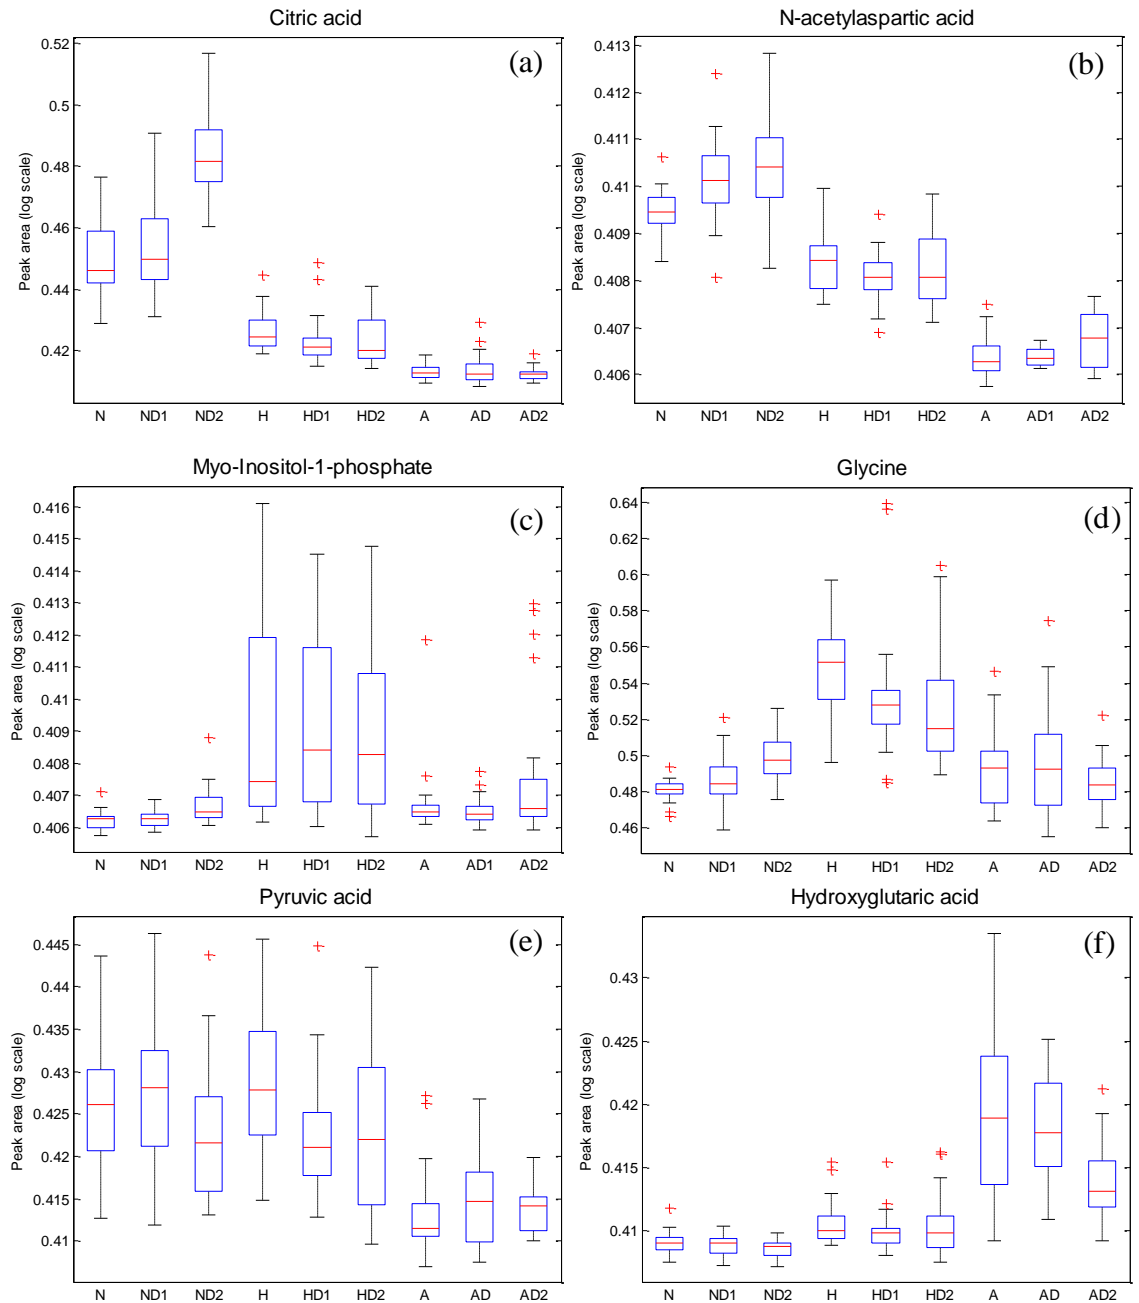 Citric acid
(a)
Peak area (log scale)
0.52
0.5
0.48
0.46
0.44
0.42
N ND1 ND2 H HD1 HD2 A AD AD2
N-acetylaspartic acid
(b)
Peak area (log scale)
0.413
0.412
0.411
0.41
0.409
0.408
0.407
0.406
N ND1 ND2 H HD1 HD2 A AD1 AD2
Myo-Inositol-1-phosphate
(c)
Peak area (log scale)
0.416
0.415
0.414
0.413
0.412
0.411
0.41
0.409
0.408
0.407
0.406
N ND1 ND2 H HD1 HD2 A AD1 AD2
Glycine
(d)
Peak area (log scale)
0.64
0.62
0.6
0.58
0.56
0.54
0.52
0.5
0.48
0.46
N ND1 ND2 H HD1 HD2 A AD AD2
Pyruvic acid
(e)
Peak area (log scale)
0.445
0.44
0.435
0.43
0.425
0.42
0.415
0.41
N ND1 ND2 H HD1 HD2 A AD AD2
Hydroxyglutaric acid
(f)
Peak area (log scale)
0.43
0.425
0.42
0.415
0.41
N ND1 ND2 H HD1 HD2 A AD AD2